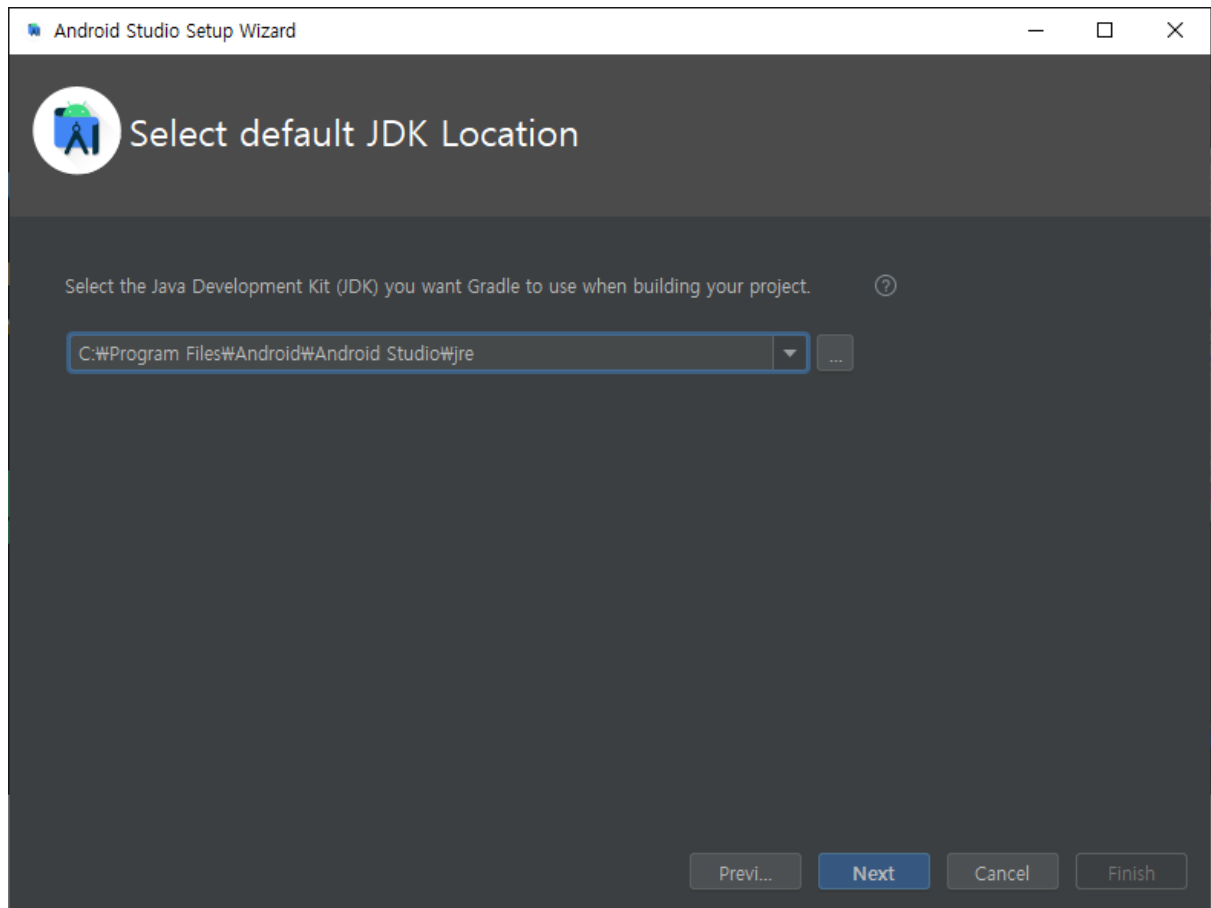 Android Studio Setup Wizard
Select default JDK Location
Select the Java Development Kit (JDK) you want Gradle to use when building your project.
C:₩Program Files₩Android₩Android Studio₩jre
...
Previ...
Next
Cancel
Finish